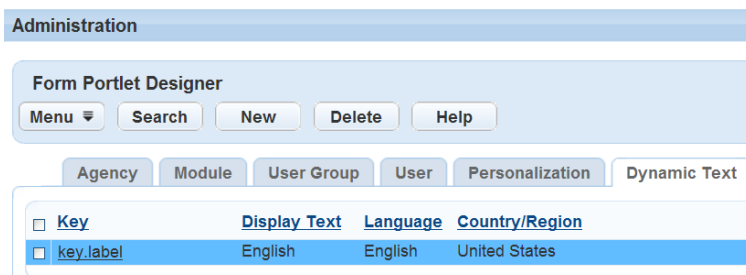 Administration
Form Portlet Designer
Menu Search New Delete Help
Agency Module User Group User Personalization Dynamic Text
Key Display Text Language Country/Region
key.label English English United States